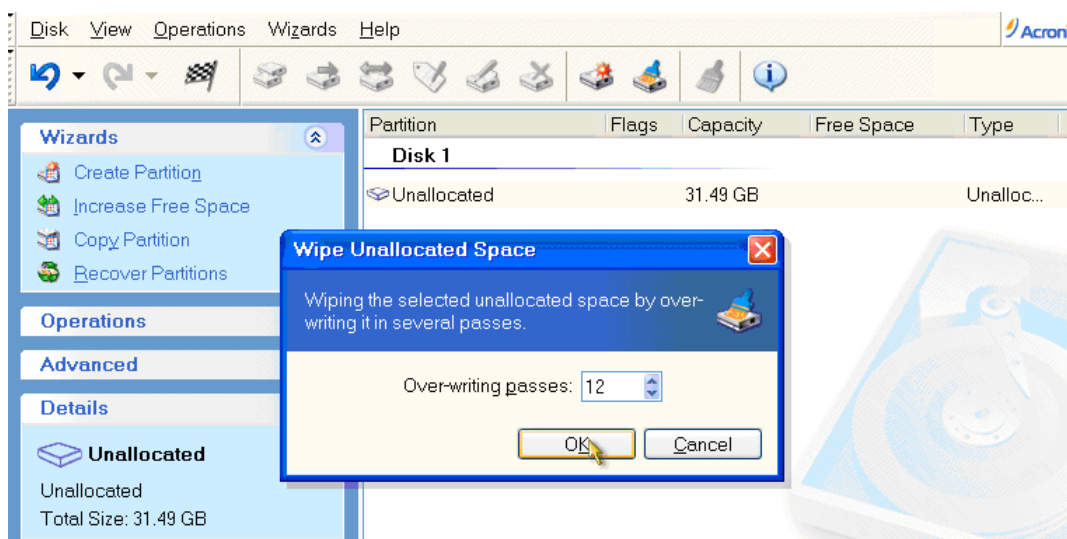 Disk View Operations Wizards Help
Acroni
Partition Flags Capacity Free Space Type
Wizards
Disk 1
Create Partition
Unallocated 31.49 GB Unalloc...
Increase Free Space
Copy Partition
Recover Partitions
Wipe Unallocated Space
Wiping the selected unallocated space by over-
writing it in several passes.
Operations
Advanced
Over-writing passes: 12
Details
OK Cancel
Unallocated
Unallocated
Total Size: 31.49 GB